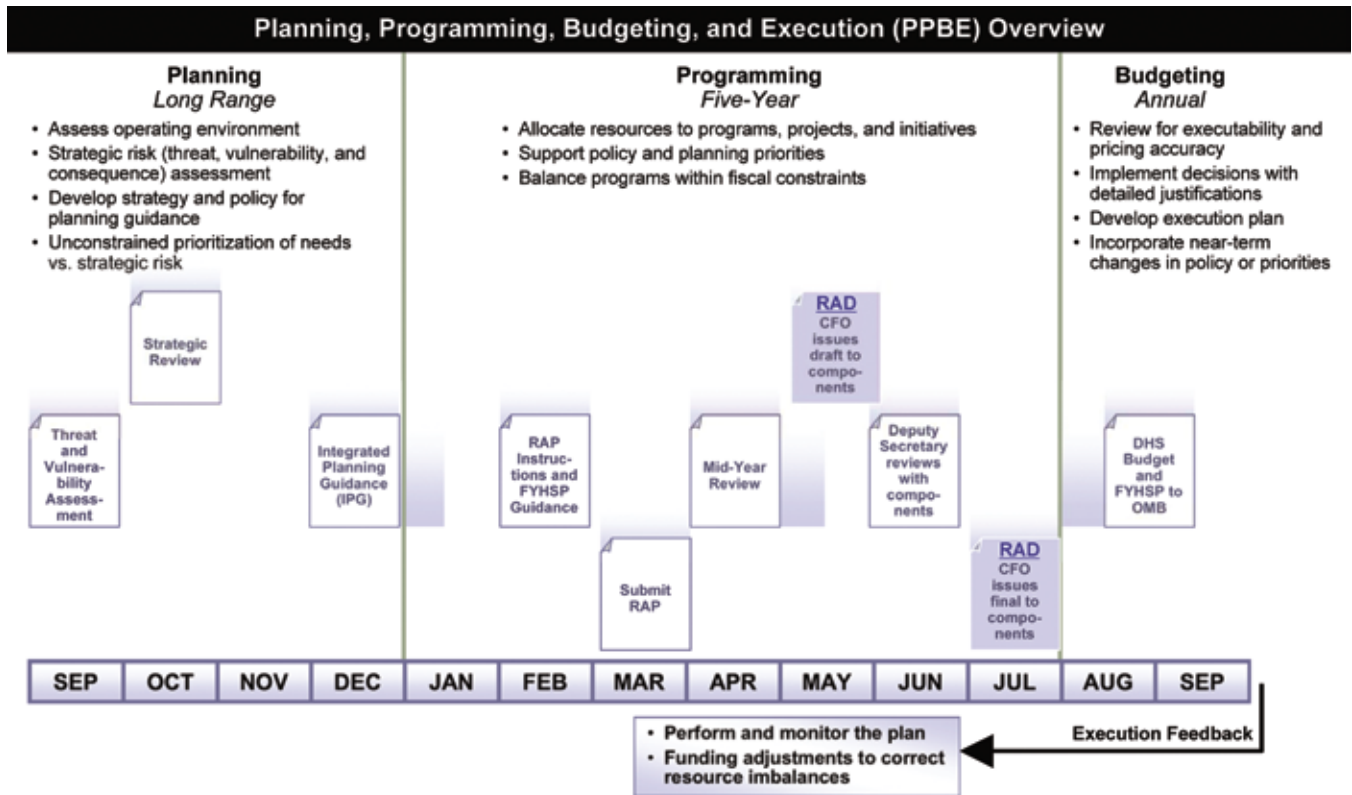 Planning, Programming, Budgeting, and Execution (PPBE) Overview
Planning
Long Range
• Assess operating environment
• Strategic risk (threat, vulnerability, and
consequence) assessment
• Develop strategy and policy for
planning guidance
• Unconstrained prioritization of needs
vs. strategic risk
Programming
Five-Year
• Allocate resources to programs, projects, and initiatives
• Support policy and planning priorities
• Balance programs within fiscal constraints
Budgeting
Annual
• Review for executability and
pricing accuracy
• Implement decisions with
detailed justifications
• Develop execution plan
• Incorporate near-term
changes in policy or priorities
Threat
and
Vulnera-
bility
Assess-
ment
Strategic
Review
Integrated
Planning
Guidance
(IPG)
RAP
Instruc-
tions and
FYHSP
Guidance
Submit
RAP
Mid-Year
Review
RAD
CFO
issues
draft to
compo-
nents
Deputy
Secretary
reviews
with
compo-
nents
RAD
CFO
issues
final to
compo-
nents
DHS
Budget
and
FYHSP to
OMB
SEP OCT NOV DEC JAN FEB MAR APR MAY JUN JUL AUG SEP
• Perform and monitor the plan
• Funding adjustments to correct
resource imbalances
Execution Feedback